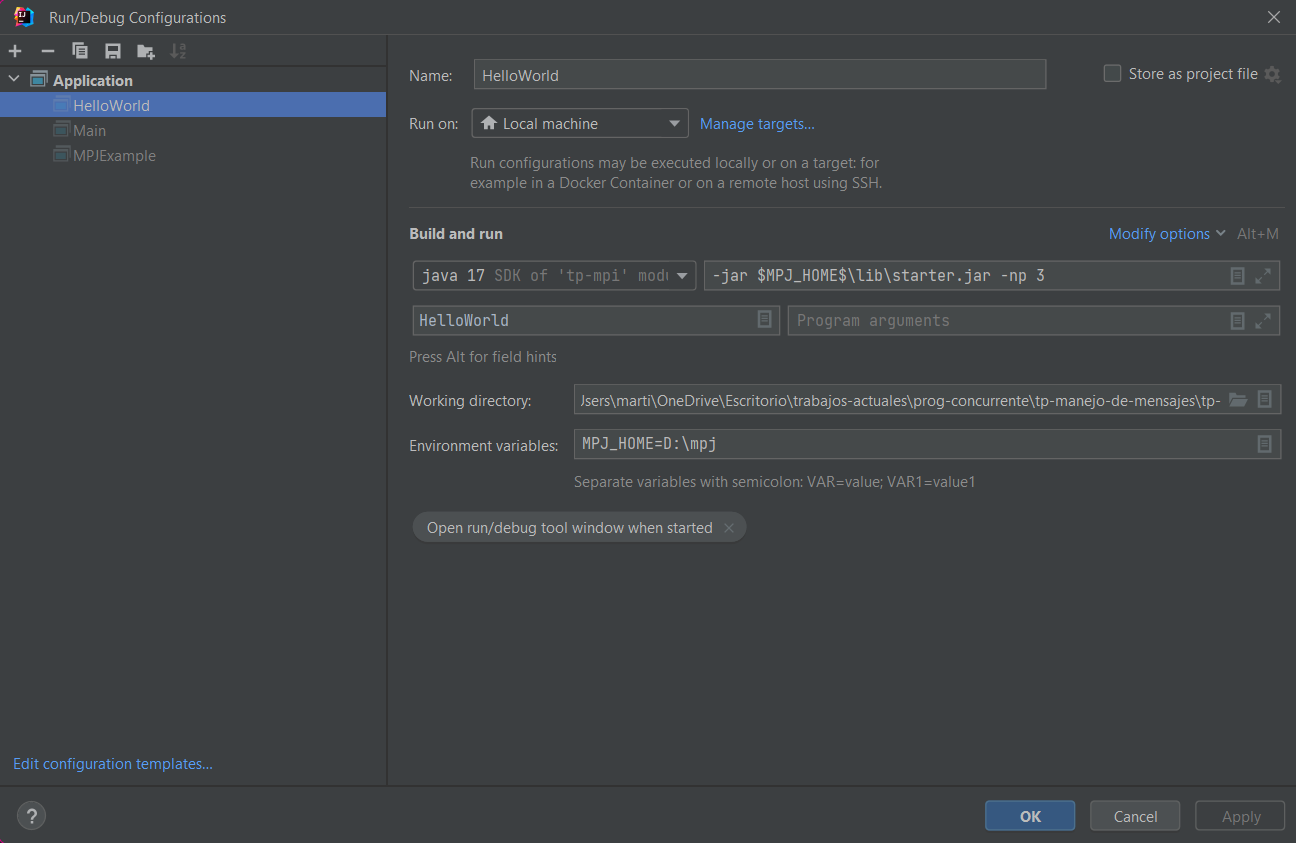 Run/Debug Configurations
Application
HelloWorld
Main
MPJExample
Edit configuration templates...
Name: HelloWorld
Store as project file
Run on: Local machine Manage targets...
Run configurations may be executed locally or on a target: for
example in a Docker Container or on a remote host using SSH.
Build and run Modify options Alt+M
java 17 SDK of 'tp-mpi' modu -jar $MPJ_HOME$\lib\starter.jar -np 3
HelloWorld Program arguments
Press Alt for field hints
Working directory: Jsers\marti\OneDrive\Escritorio\trabajos-actuales\prog-concurrente\tp-manejo-de-mensajes\tp-
Environment variables: MPJ_HOME=D:\mpj
Separate variables with semicolon: VAR=value; VAR1=value1
Open run/debug tool window when started
? OK Cancel Apply